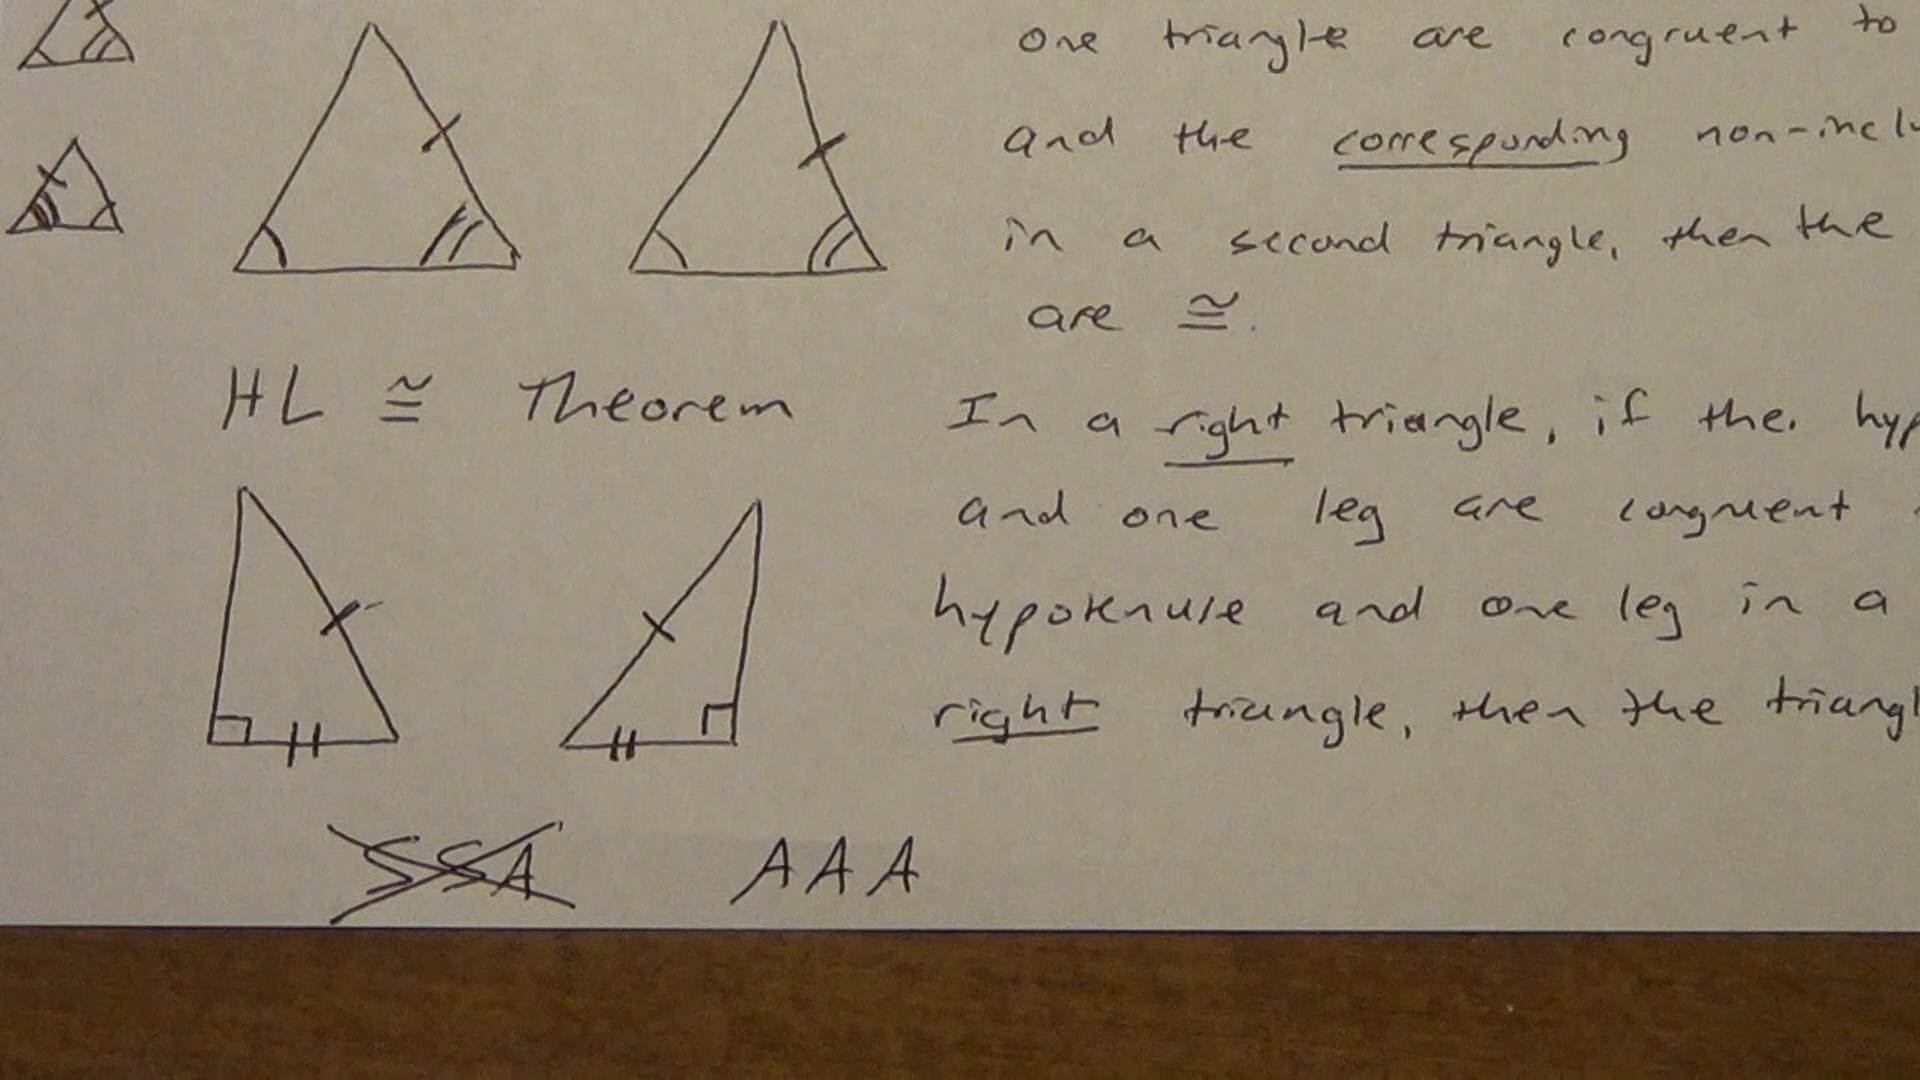 one triangle are congruent to
and the corresponding non-inclu
in a second triangle, then the
are ≅.
HL ≅ Theorem
In a right triangle, if the. hyp
and one leg are congruent
hypotenuse and one leg in a
right triangle, then the triangl
SSA AAA